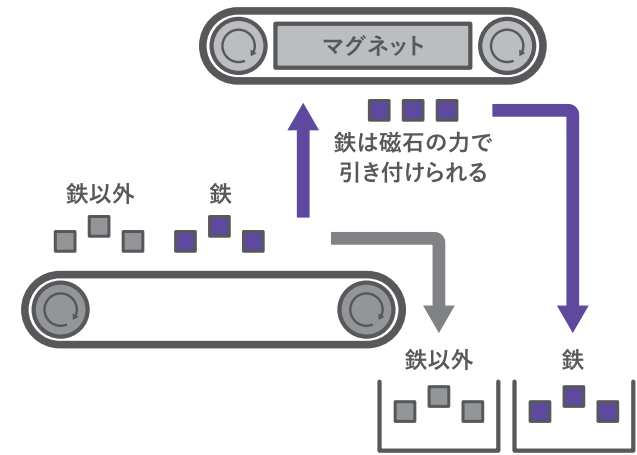 マグネット
鉄は磁石の力で
引き付けられる
鉄以外
鉄
鉄以外
鉄